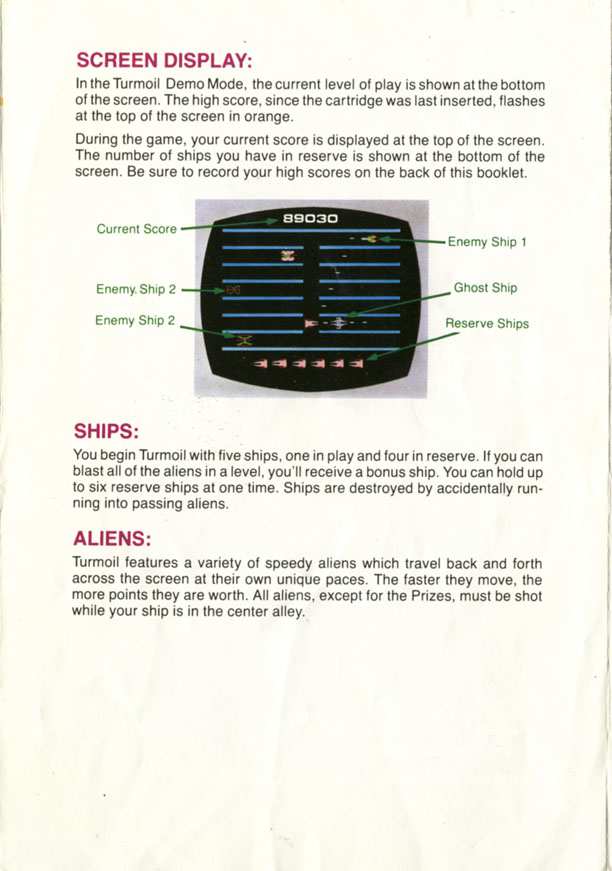 SCREEN DISPLAY:
In the Turmoil Demo Mode, the current level of play is shown at the bottom
of the screen. The high score, since the cartridge was last inserted, flashes
at the top of the screen in orange.
During the game, your current score is displayed at the top of the screen.
The number of ships you have in reserve is shown at the bottom of the
screen. Be sure to record your high scores on the back of this booklet.
89030
Current Score
Enemy Ship 1
Enemy. Ship 2
Ghost Ship
Enemy Ship 2
Reserve Ships
SHIPS:
You begin Turmoil with five ships, one in play and four in reserve. If you can
blast all of the aliens in a level, you'll receive a bonus ship. You can hold up
to six reserve ships at one time. Ships are destroyed by accidentally run-
ning into passing aliens.
ALIENS:
Turmoil features a variety of speedy aliens which travel back and forth
across the screen at their own unique paces. The faster they move, the
more points they are worth. All aliens, except for the Prizes, must be shot
while your ship is in the center alley.